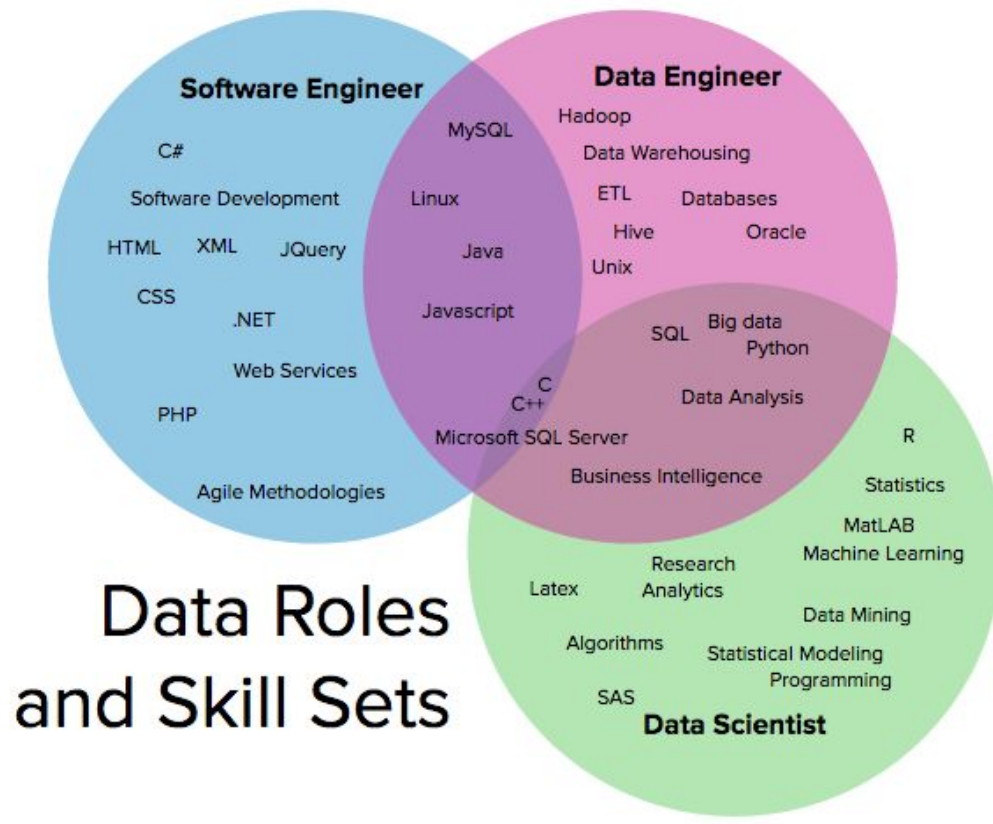 Software Engineer
Data Engineer
MySQL
Hadoop
C#
Data Warehousing
Software Development
Linux
ETL
Databases
HTML
XML
JQuery
Java
Hive
Oracle
Unix
CSS
.NET
Javascript
SQL
Big data
Python
Web Services
C
C++
Data Analysis
PHP
Microsoft SQL Server
R
Business Intelligence
Statistics
Agile Methodologies
MatLAB
Machine Learning
Research
Latex
Analytics
Data Mining
Algorithms
Statistical Modeling
Programming
SAS
Data Scientist
Data Roles
and Skill Sets